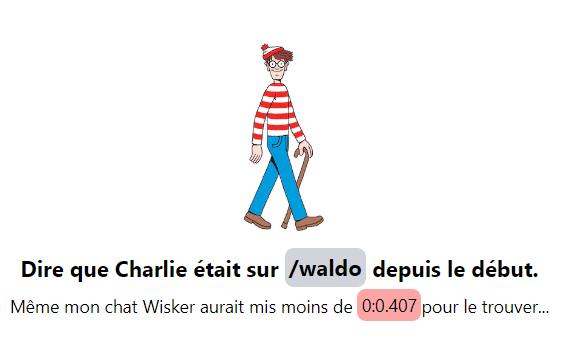 Dire que Charlie était sur /waldo depuis le début.
Même mon chat Wisker aurait mis moins de 0:0.407 pour le trouver...